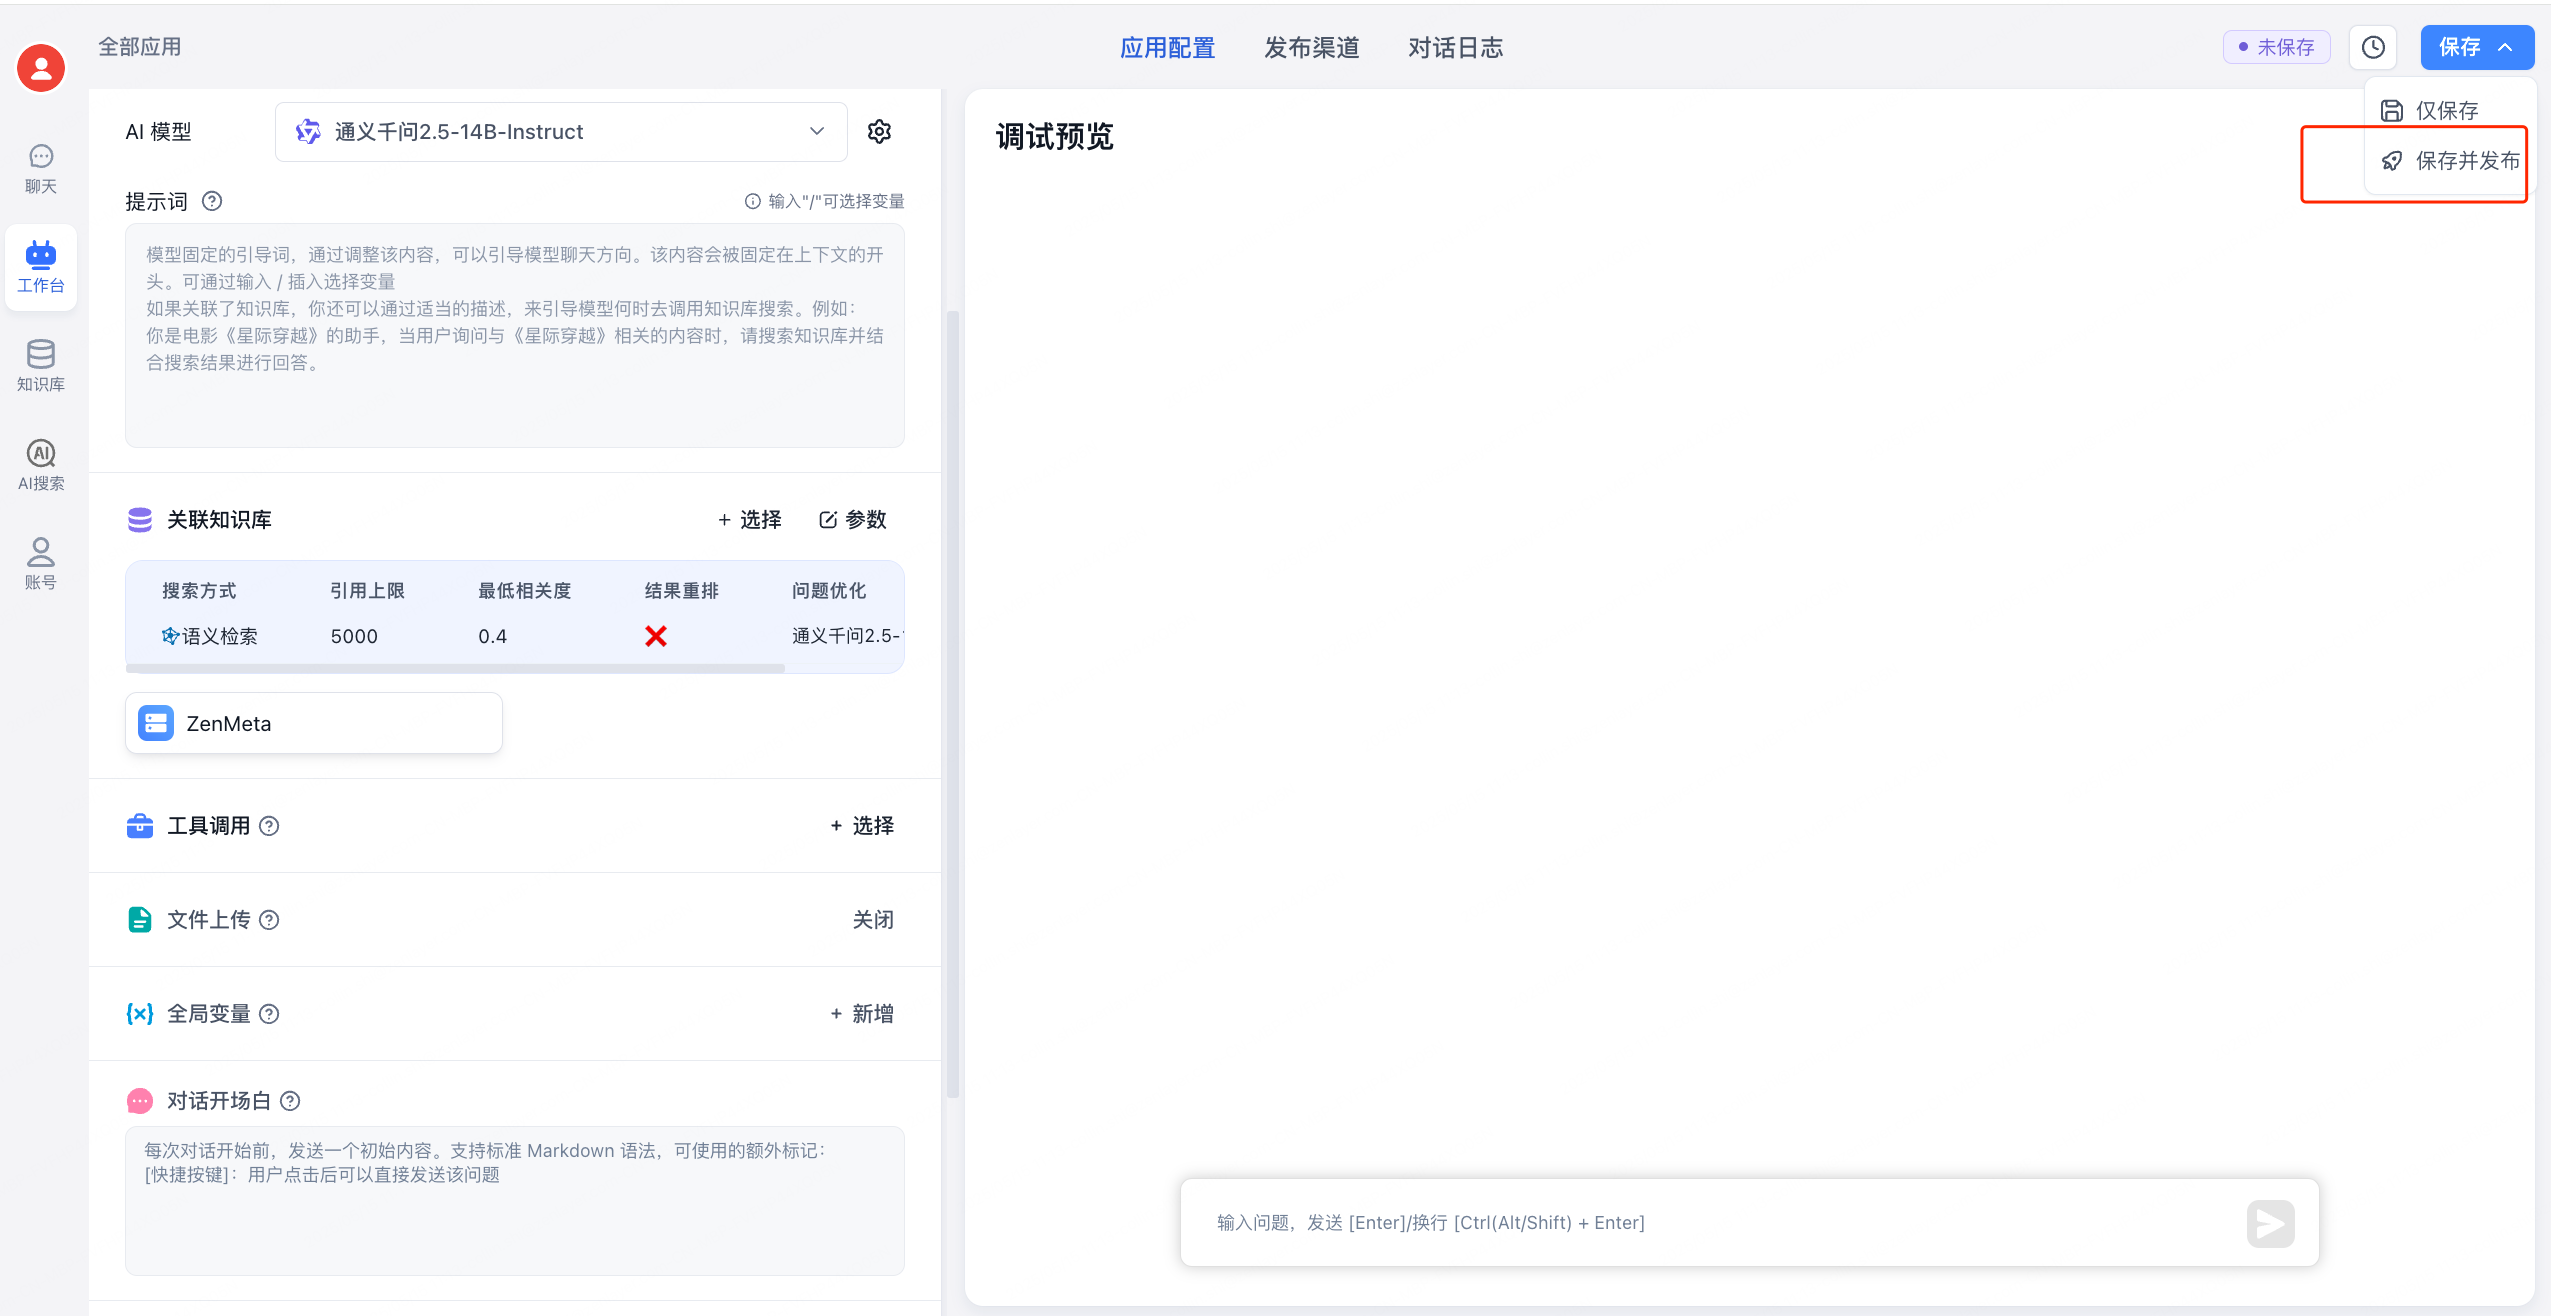 全部应用
应用配置
发布渠道
对话日志
未保存
保存
仅保存
保存并发布
聊天
工作台
知识库
AI搜索
账号
AI 模型
通义千问2.5-14B-Instruct
提示词
输入"/"可选择变量
模型固定的引导词，通过调整该内容，可以引导模型聊天方向。该内容会被固定在上下文的开
头。可通过输入 / 插入选择变量
如果关联了知识库，你还可以通过适当的描述，来引导模型何时去调用知识库搜索。例如：
你是电影《星际穿越》的助手，当用户询问与《星际穿越》相关的内容时，请搜索知识库并结
合搜索结果进行回答。
关联知识库
+ 选择
参数
搜索方式 引用上限 最低相关度 结果重排 问题优化
语义检索 5000 0.4 通义千问2.5-
ZenMeta
工具调用
+ 选择
文件上传
关闭
全局变量
+ 新增
对话开场白
每次对话开始前，发送一个初始内容。支持标准 Markdown 语法，可使用的额外标记：
[快捷按键]：用户点击后可以直接发送该问题
调试预览
输入问题，发送 [Enter]/换行 [Ctrl(Alt/Shift) + Enter]